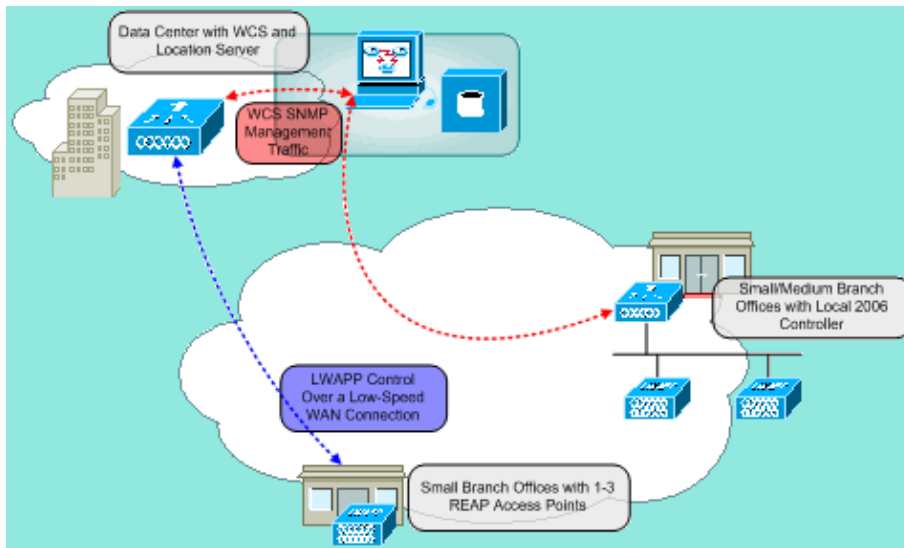 Data Center with WCS and
Location Server
WCS SNMP
Management
Traffic
Small/Medium Branch
Offices with Local 2006
Controller
LWAPP Control
Over a Low-Speed
WAN Connection
Small Branch Offices with 1-3
REAP Access Points